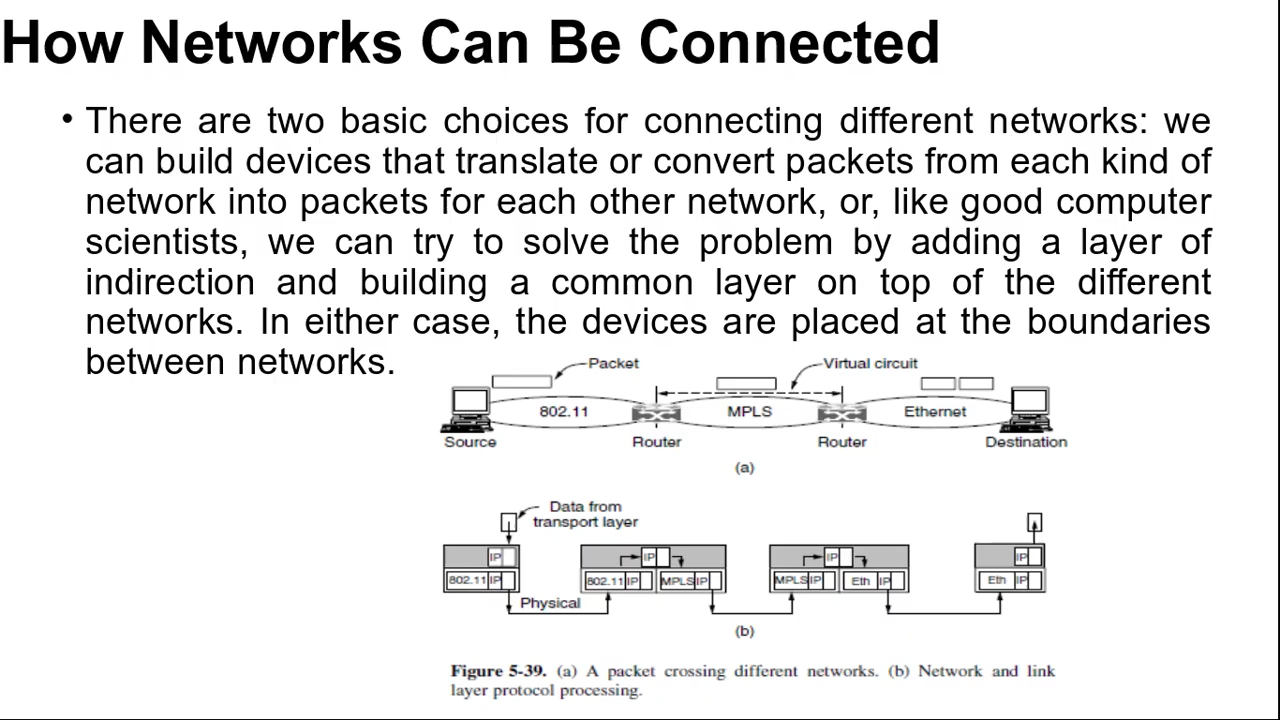 How Networks Can Be Connected
• There are two basic choices for connecting different networks: we
can build devices that translate or convert packets from each kind of
network into packets for each other network, or, like good computer
scientists, we can try to solve the problem by adding a layer of
indirection and building a common layer on top of the different
networks. In either case, the devices are placed at the boundaries
between networks.
Packet Virtual circuit
802.11 MPLS Ethernet
Source Router Router Destination
(a)
Data from
transport layer
IP IP IP IP
802.11 IP 802.11 IP MPLS IP MPLS IP Eth IP Eth IP
Physical
(b)
Figure 5-39. (a) A packet crossing different networks. (b) Network and link
layer protocol processing.